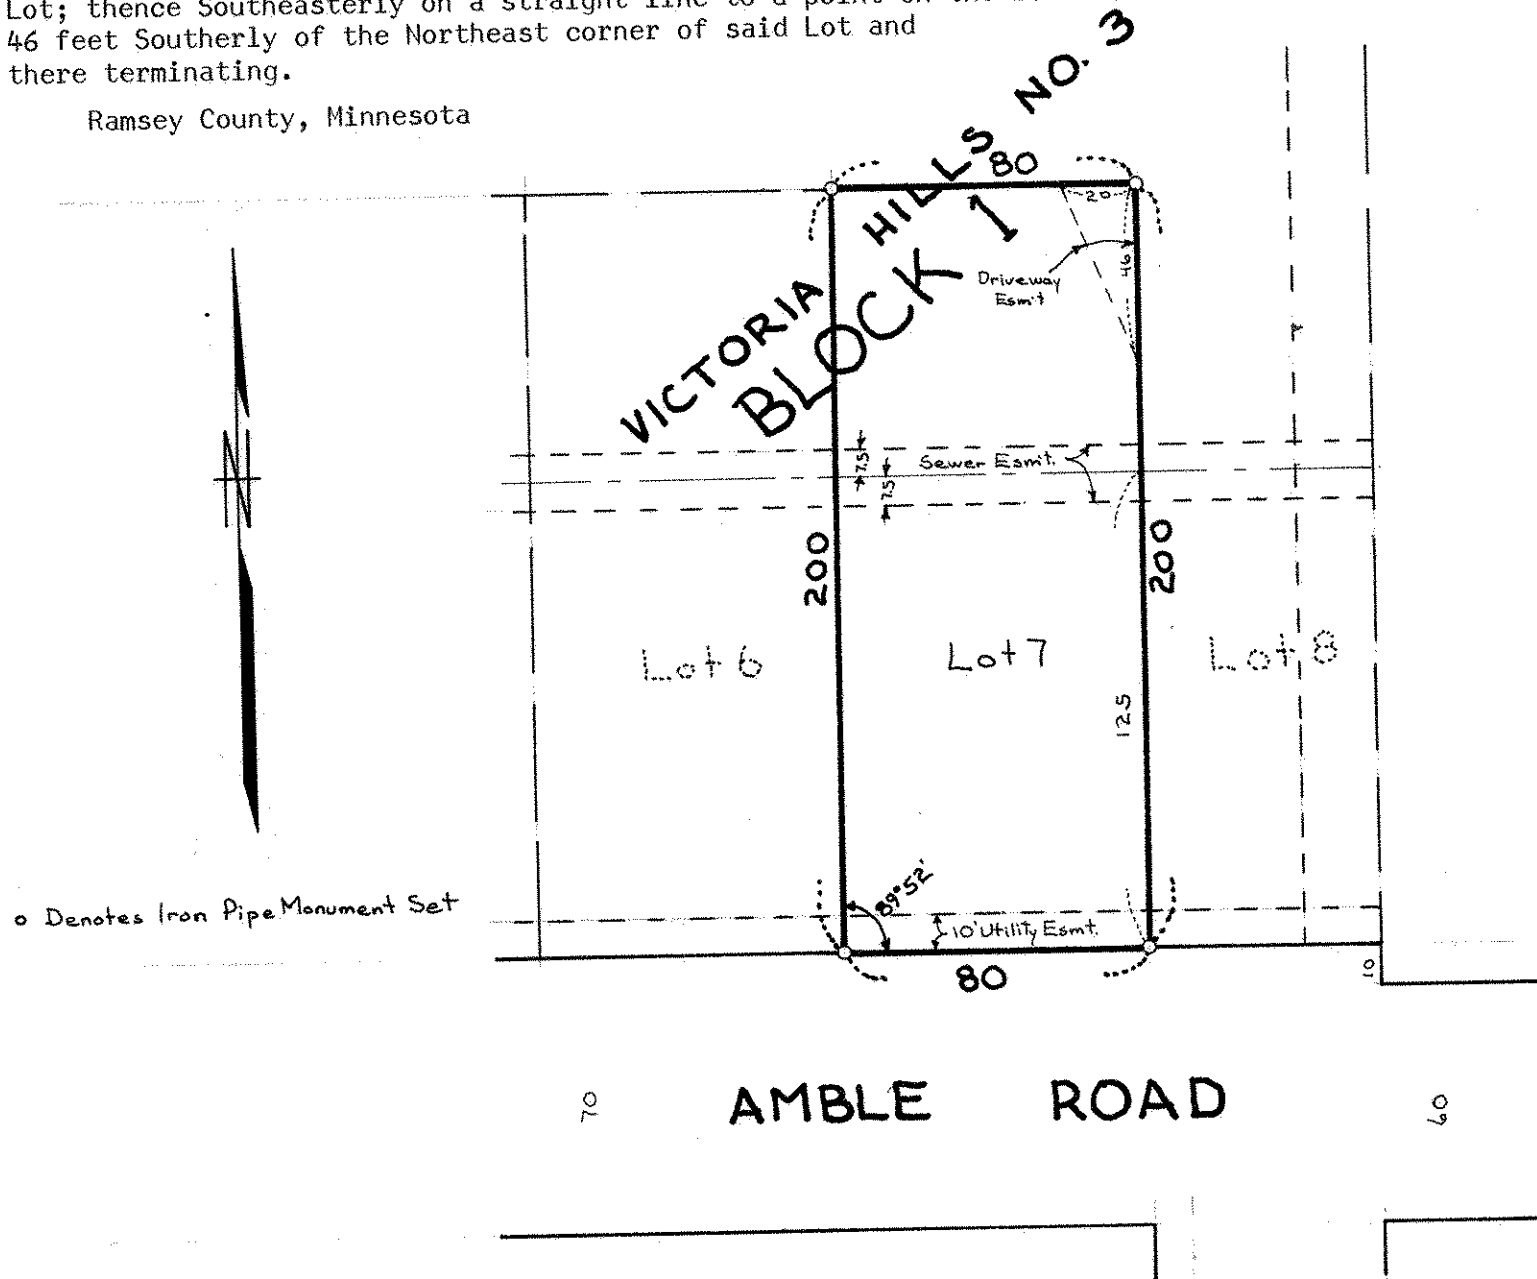 Lot; thence Southeasterly on a straight line to a point on the
46 feet Southerly of the Northeast corner of said Lot and
there terminating.
Ramsey County, Minnesota
VICTORIA HILLS NO. 3
BLOCK 1
80
20
46
Driveway
Esm't
7.5
7.5
Sewer Esm't.
200
200
Lot 6
Lot 7
Lot 8
125
89°52'
o Denotes Iron Pipe Monument Set
10' Utility Esmt.
80
10
70
AMBLE ROAD
60
N